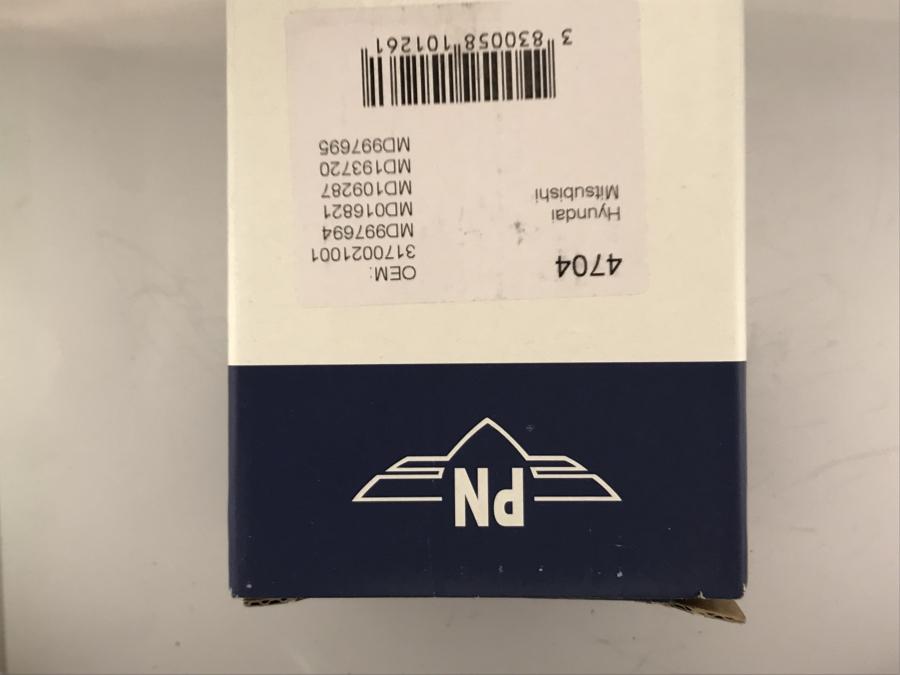 PN
4704
Hyundai
Mitsubishi
OEM:
3170021001
MD997694
MD016821
MD109287
MD193720
MD997695
3 830058 101261